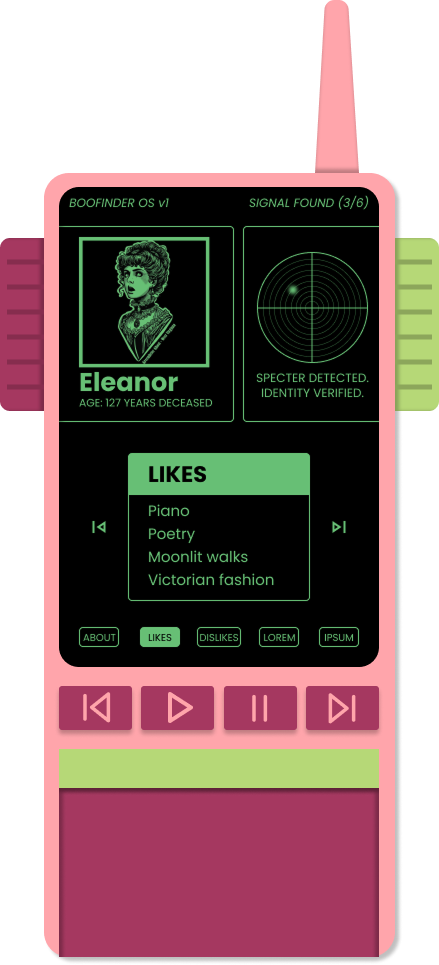 BOOFINDER OS v1
SIGNAL FOUND (3/6)
Eleanor
AGE: 127 YEARS DECEASED
SPECTER DETECTED.
IDENTITY VERIFIED.
LIKES
Piano
Poetry
Moonlit walks
Victorian fashion
ABOUT
LIKES
DISLIKES
LOREM
IPSUM